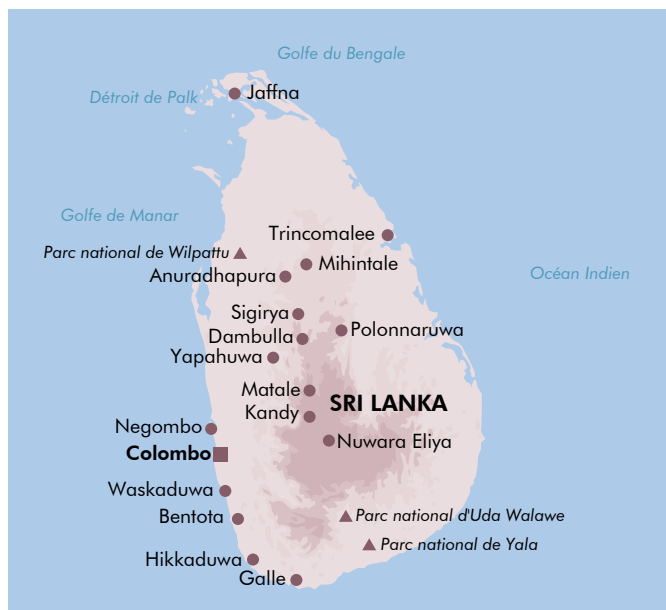 Golfe du Bengale
Détroit de Palk
Jaffna
Golfe de Manar
Trincomalee
Parc national de Wilpattu
Mihintale
Anuradhapura
Océan Indien
Sigirya
Dambulla
Polonnaruwa
Yapahuwa
Matale
SRI LANKA
Kandy
Negombo
Nuwara Eliya
Colombo
Waskaduwa
Bentota
Parc national d'Uda Walawe
Parc national de Yala
Hikkaduwa
Galle